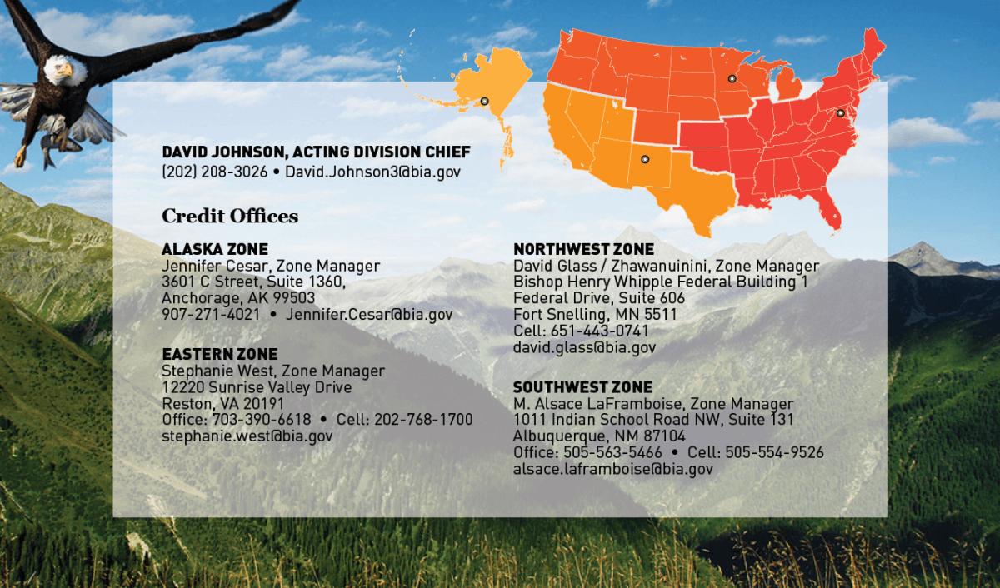 DAVID JOHNSON, ACTING DIVISION CHIEF
(202) 208-3026 • David.Johnson3@bia.gov
Credit Offices
ALASKA ZONE
Jennifer Cesar, Zone Manager
3601 C Street, Suite 1360,
Anchorage, AK 99503
907-271-4021 • Jennifer.Cesar@bia.gov
EASTERN ZONE
Stephanie West, Zone Manager
12220 Sunrise Valley Drive
Reston, VA 20191
Office: 703-390-6618 • Cell: 202-768-1700
stephanie.west@bia.gov
NORTHWEST ZONE
David Glass / Zhawanuinini, Zone Manager
Bishop Henry Whipple Federal Building 1
Federal Drive, Suite 606
Fort Snelling, MN 5511
Cell: 651-443-0741
david.glass@bia.gov
SOUTHWEST ZONE
M. Alsace LaFramboise, Zone Manager
1011 Indian School Road NW, Suite 131
Albuquerque, NM 87104
Office: 505-563-5466 • Cell: 505-554-9526
alsace.laframboise@bia.gov